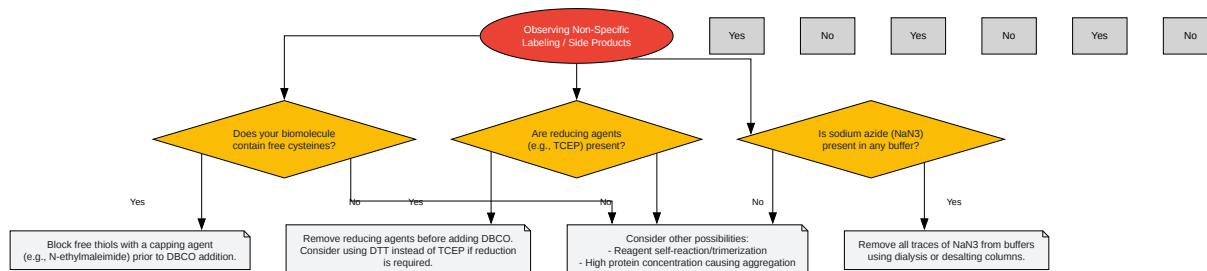 Observing Non-Specific
Labeling / Side Products
Yes
No
Yes
No
Yes
No
Does your biomolecule
contain free cysteines?
Are reducing agents
(e.g., TCEP) present?
Is sodium azide (NaN3)
present in any buffer?
Yes
No
Yes
No
No
Yes
Block free thiols with a capping agent
(e.g., N-ethylmaleimide) prior to DBCO addition.
Remove reducing agents before adding DBCO.
Consider using DTT instead of TCEP if reduction
is required.
Consider other possibilities:
- Reagent self-reaction/trimerization
- High protein concentration causing aggregation
Remove all traces of NaN3 from buffers
using dialysis or desalting columns.